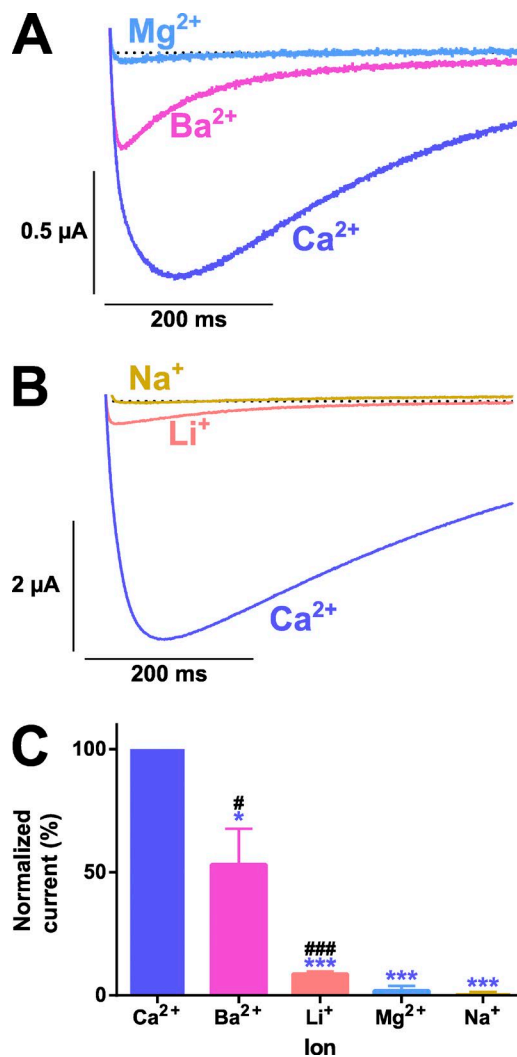 A
Mg²⁺
Ba²⁺
Ca²⁺
0.5 µA
200 ms
B
Na⁺
Li⁺
Ca²⁺
2 µA
200 ms
C
Normalized
current (%)
100
50
0
#
*
###
***
***
***
Ca²⁺ Ba²⁺ Li⁺ Mg²⁺ Na⁺
Ion